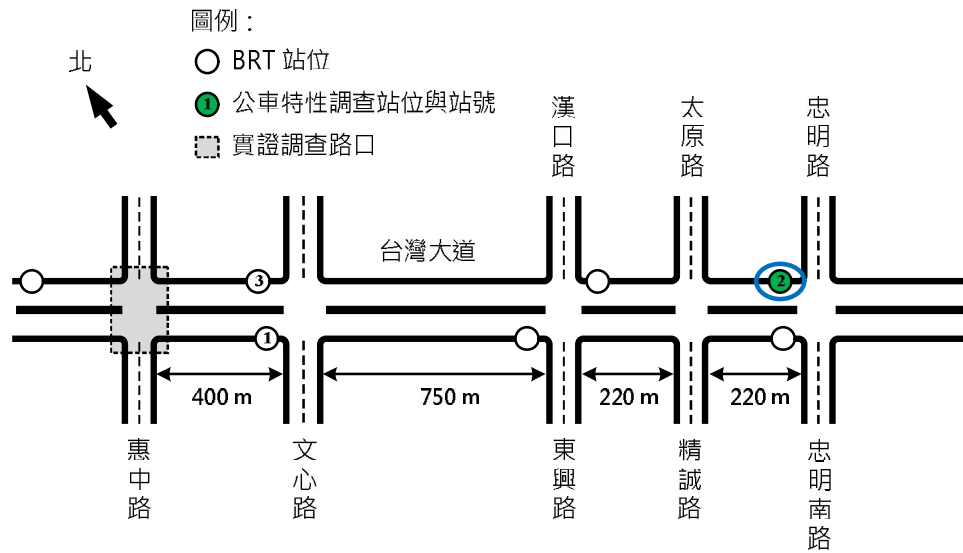 圖例：
北
BRT 站位
1 公車特性調查站位與站號
實證調查路口
漢口路
太原路
忠明路
台灣大道
3
2
1
400 m
750 m
220 m
220 m
惠中路
文心路
東興路
精誠路
忠明南路